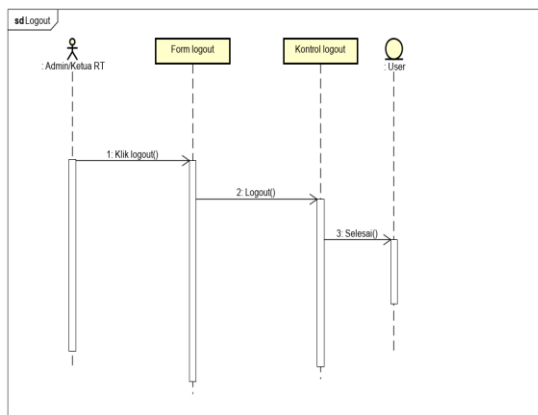 sd Logout
Form logout
Kontrol logout
: Admin/Ketua RT
: User
1: Klik logout()
2: Logout()
3: Selesai()